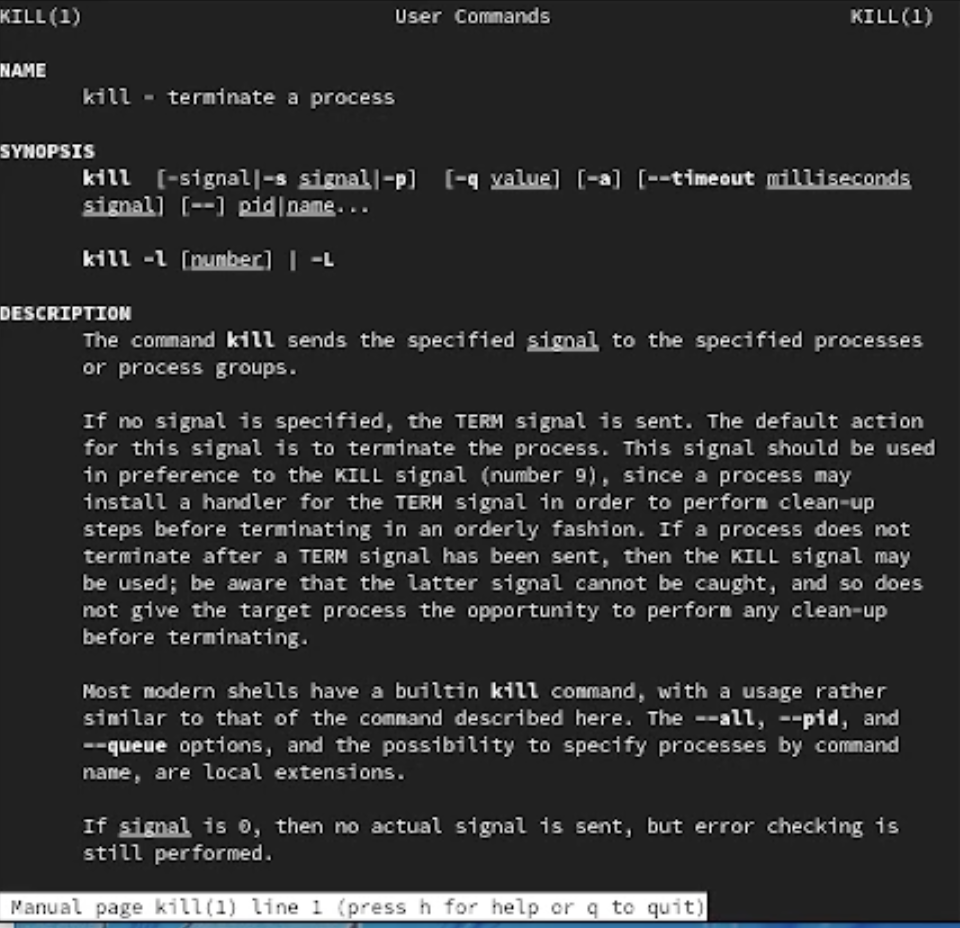 KILL(1) User Commands KILL(1)
NAME
kill - terminate a process
SYNOPSIS
kill [-signal|-s signal|-p] [-q value] [-a] [--timeout milliseconds
signal] [--] pid|name...
kill -l [number] | -L
DESCRIPTION
The command kill sends the specified signal to the specified processes
or process groups.
If no signal is specified, the TERM signal is sent. The default action
for this signal is to terminate the process. This signal should be used
in preference to the KILL signal (number 9), since a process may
install a handler for the TERM signal in order to perform clean-up
steps before terminating in an orderly fashion. If a process does not
terminate after a TERM signal has been sent, then the KILL signal may
be used; be aware that the latter signal cannot be caught, and so does
not give the target process the opportunity to perform any clean-up
before terminating.
Most modern shells have a builtin kill command, with a usage rather
similar to that of the command described here. The --all, --pid, and
--queue options, and the possibility to specify processes by command
name, are local extensions.
If signal is 0, then no actual signal is sent, but error checking is
still performed.
Manual page kill(1) line 1 (press h for help or q to quit)